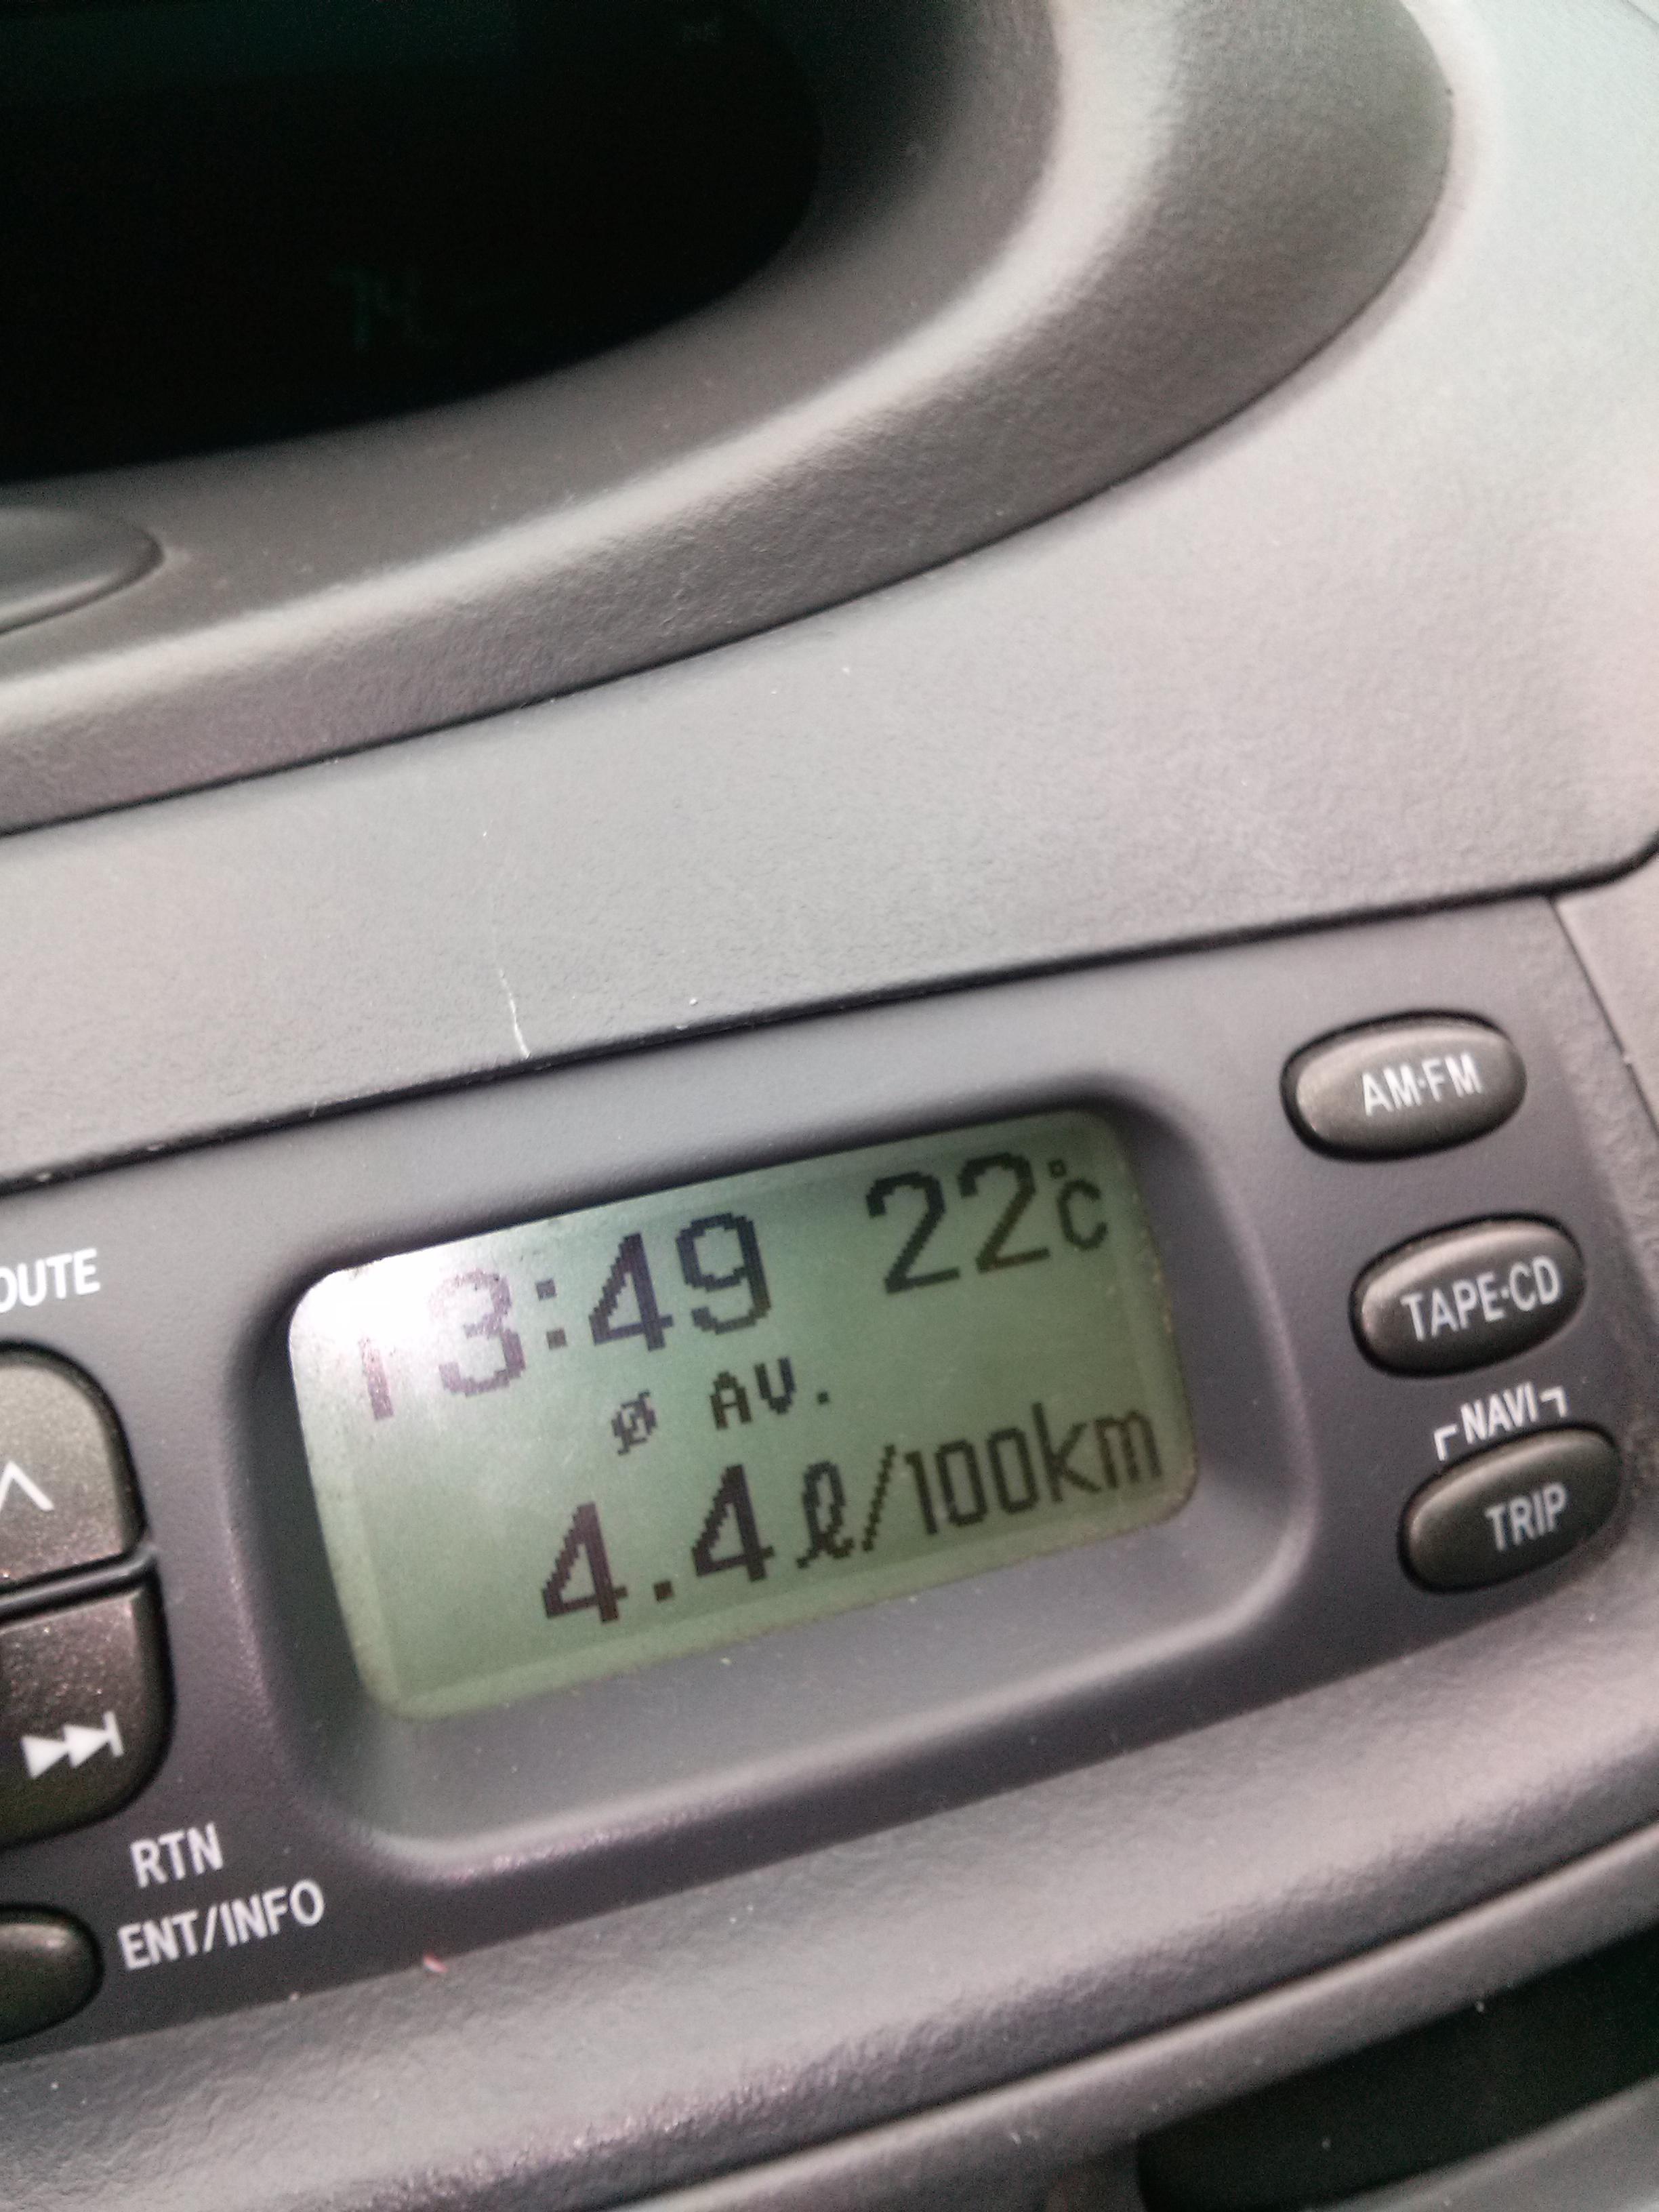 AM·FM
13:49 22°C
OUTE
TAPE·CD
Ø AV.
NAVI
4.4ℓ/100km
TRIP
RTN
ENT/INFO